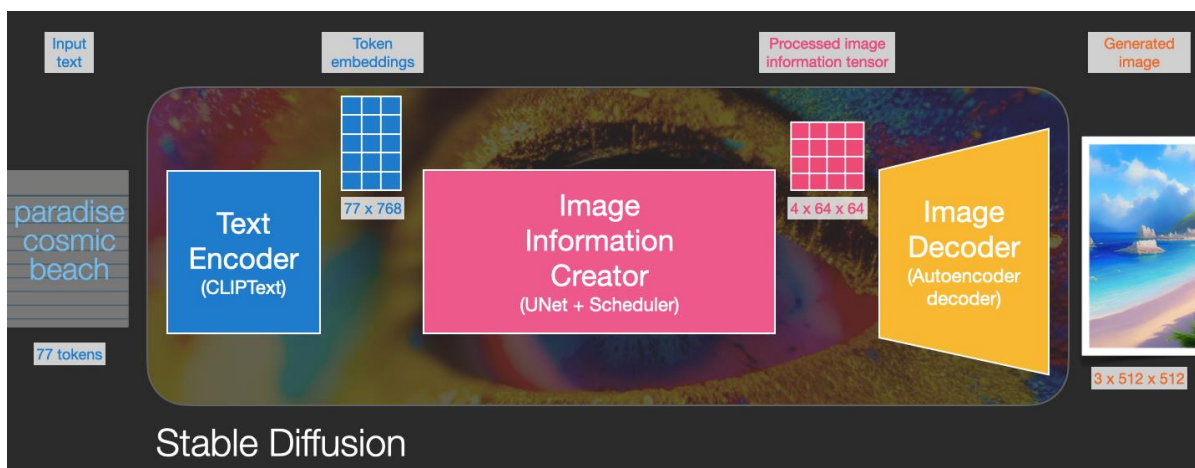 Input
text
Token
embeddings
Processed image
information tensor
Generated
image
paradise
cosmic
beach
77 tokens
Text
Encoder
(CLIPText)
77 x 768
Image
Information
Creator
(UNet + Scheduler)
4 x 64 x 64
Image
Decoder
(Autoencoder
decoder)
3 x 512 x 512
Stable Diffusion